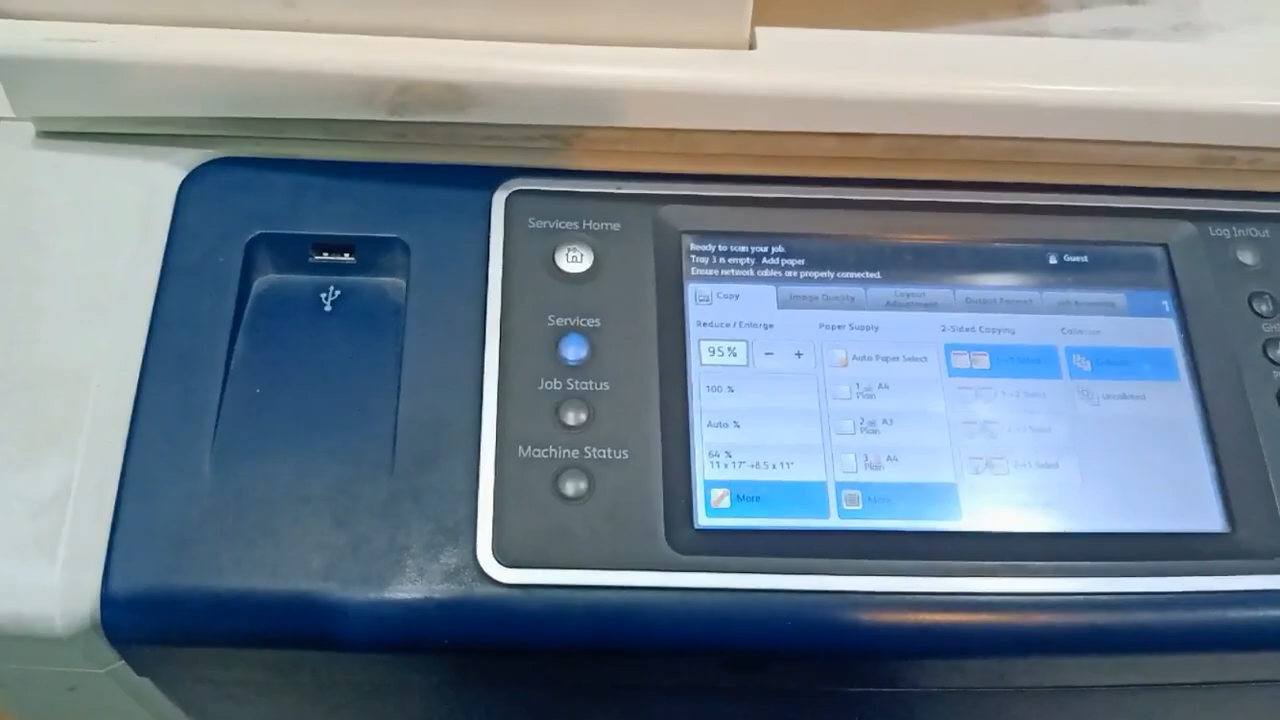 Services Home
Services
Job Status
Machine Status
Log In/Out
Ready to scan your job.
Tray 3 is empty. Add paper
Ensure network cables are properly connected.
Guest
Copy
Image Quality
Layout
Adjustment
Output Format
Job Assembly
Reduce / Enlarge
Paper Supply
2-Sided Copying
Collation
95%
- +
100 %
Auto %
64 %
11 x 17"→8.5 x 11"
More
Auto Paper Select
1 A4
Plain
2 A3
Plain
3 A4
Plain
More
1→1 Sided
1→2 Sided
2→2 Sided
2→1 Sided
Uncollated